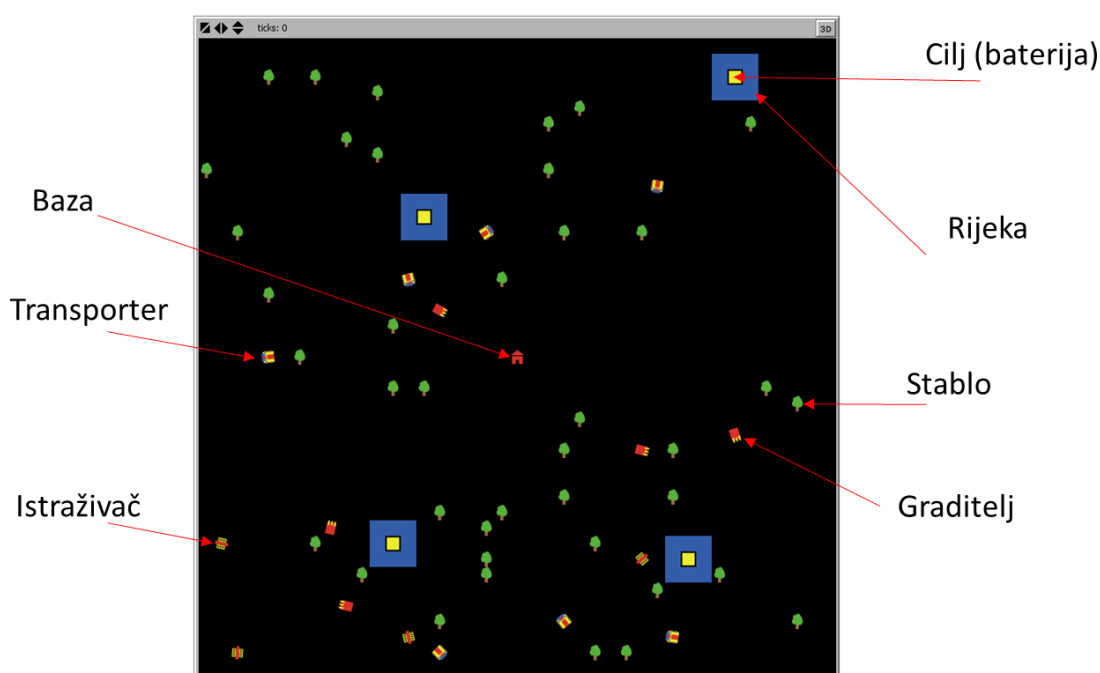 ticks: 0
3D
Cilj (baterija)
Baza
Rijeka
Transporter
Stablo
Istraživač
Graditelj